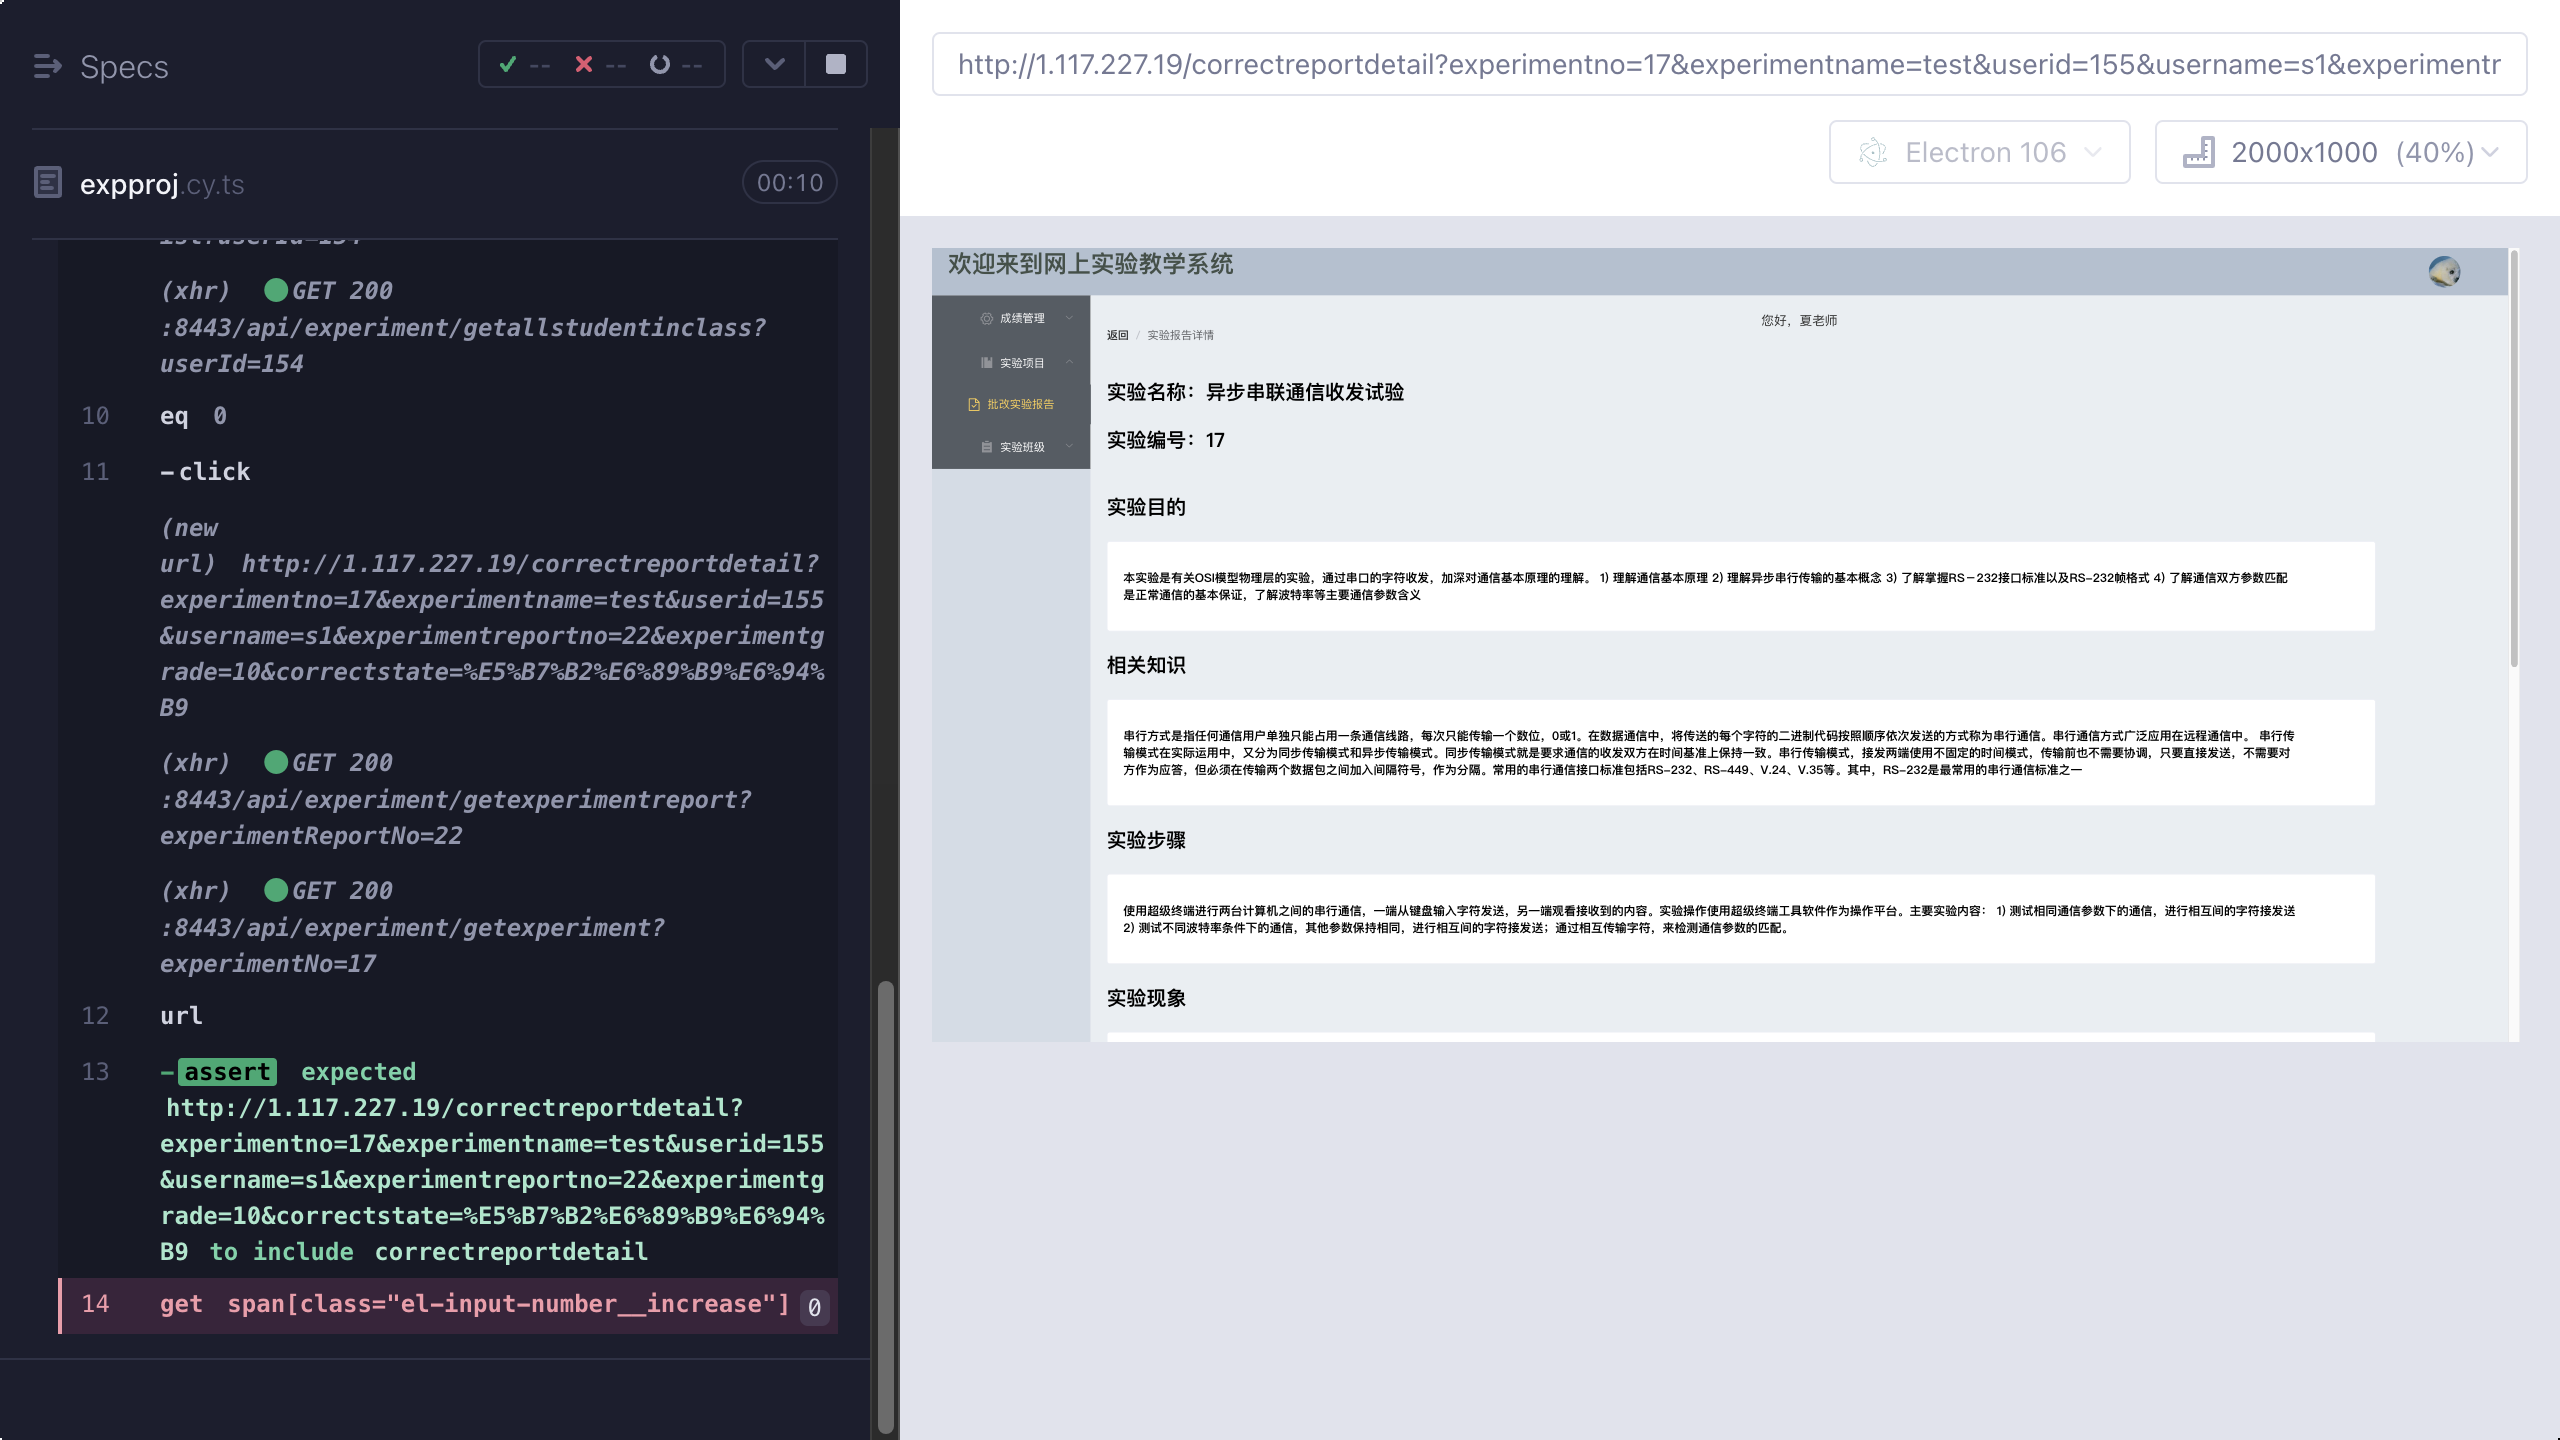 Specs
-- -- --
expproj.cy.ts 00:10
(xhr) GET 200
:8443/api/experiment/getallstudentinclass?
userId=154
10 eq 0
11 -click
(new
url) http://1.117.227.19/correctreportdetail?
experimentno=17&experimentname=test&userid=155
&username=s1&experimentreportno=22&experimentg
rade=10&correctstate=%E5%B7%B2%E6%89%B9%E6%94%
B9
(xhr) GET 200
:8443/api/experiment/getexperimentreport?
experimentReportNo=22
(xhr) GET 200
:8443/api/experiment/getexperiment?
experimentNo=17
12 url
13 -assert expected
http://1.117.227.19/correctreportdetail?
experimentno=17&experimentname=test&userid=155
&username=s1&experimentreportno=22&experimentg
rade=10&correctstate=%E5%B7%B2%E6%89%B9%E6%94%
B9 to include correctreportdetail
14 get span[class="el-input-number__increase"] 0
http://1.117.227.19/correctreportdetail?experimentno=17&experimentname=test&userid=155&username=s1&experimentr
Electron 106
2000x1000 (40%)
欢迎来到网上实验教学系统
成绩管理
实验项目
批改实验报告
实验班级
您好，夏老师
返回 / 实验报告详情
实验名称：异步串联通信收发试验
实验编号：17
实验目的
本实验是有关OSI模型物理层的实验，通过串口的字符收发，加深对通信基本原理的理解。 1) 理解通信基本原理 2) 理解异步串行传输的基本概念 3) 了解掌握RS－232接口标准以及RS-232帧格式 4) 了解通信双方参数匹配
是正常通信的基本保证，了解波特率等主要通信参数含义
相关知识
串行方式是指任何通信用户单独只能占用一条通信线路，每次只能传输一个数位，0或1。在数据通信中，将传送的每个字符的二进制代码按照顺序依次发送的方式称为串行通信。串行通信方式广泛应用在远程通信中。 串行传
输模式在实际运用中，又分为同步传输模式和异步传输模式。同步传输模式就是要求通信的收发双方在时间基准上保持一致。串行传输模式，接发两端使用不固定的时间模式，传输前也不需要协调，只要直接发送，不需要对
方作为应答，但必须在传输两个数据包之间加入间隔符号，作为分隔。常用的串行通信接口标准包括RS-232、RS-449、V.24、V.35等。其中，RS-232是最常用的串行通信标准之一
实验步骤
使用超级终端进行两台计算机之间的串行通信，一端从键盘输入字符发送，另一端观看接收到的内容。实验操作使用超级终端工具软件作为操作平台。主要实验内容： 1) 测试相同通信参数下的通信，进行相互间的字符接发送
2) 测试不同波特率条件下的通信，其他参数保持相同，进行相互间的字符接发送；通过相互传输字符，来检测通信参数的匹配。
实验现象